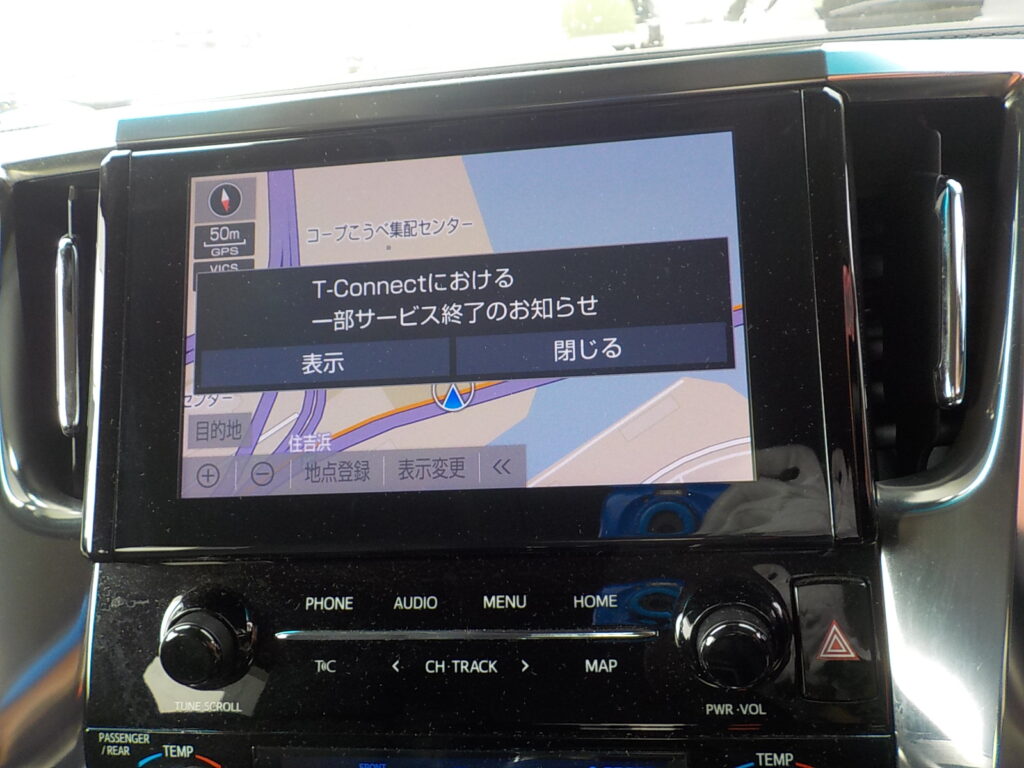 50m
GPS
VICS
コープこうべ集配センター
T-Connectにおける
一部サービス終了のお知らせ
表示
閉じる
センター
目的地
住吉浜
地点登録
表示変更
PHONE
AUDIO
MENU
HOME
TC
CH·TRACK
MAP
TUNE·SCROLL
PWR·VOL
PASSENGER
/REAR
TEMP
FRONT
TEMP